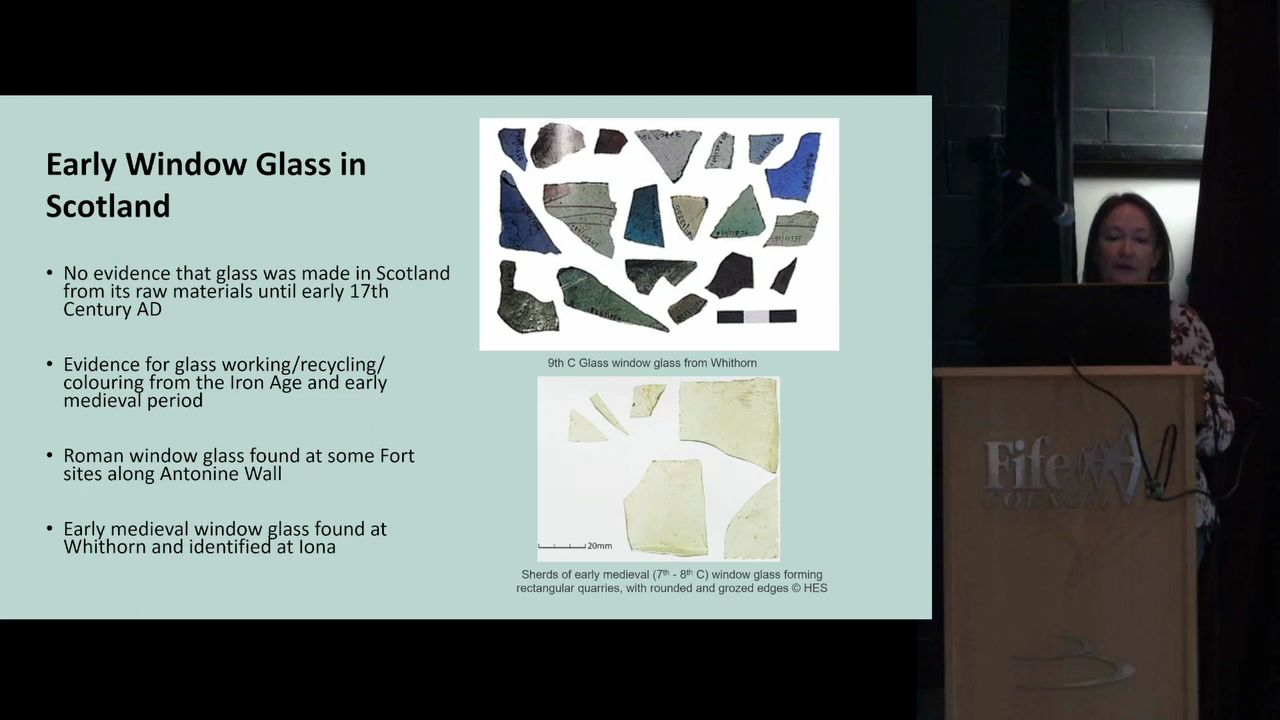 Early Window Glass in
Scotland
• No evidence that glass was made in Scotland
from its raw materials until early 17th
Century AD
• Evidence for glass working/recycling/
colouring from the Iron Age and early
medieval period
• Roman window glass found at some Fort
sites along Antonine Wall
• Early medieval window glass found at
Whithorn and identified at Iona
9th C Glass window glass from Whithorn
20mm
Sherds of early medieval (7th - 8th C) window glass forming
rectangular quarries, with rounded and grozed edges © HES
Fife
COUNCIL